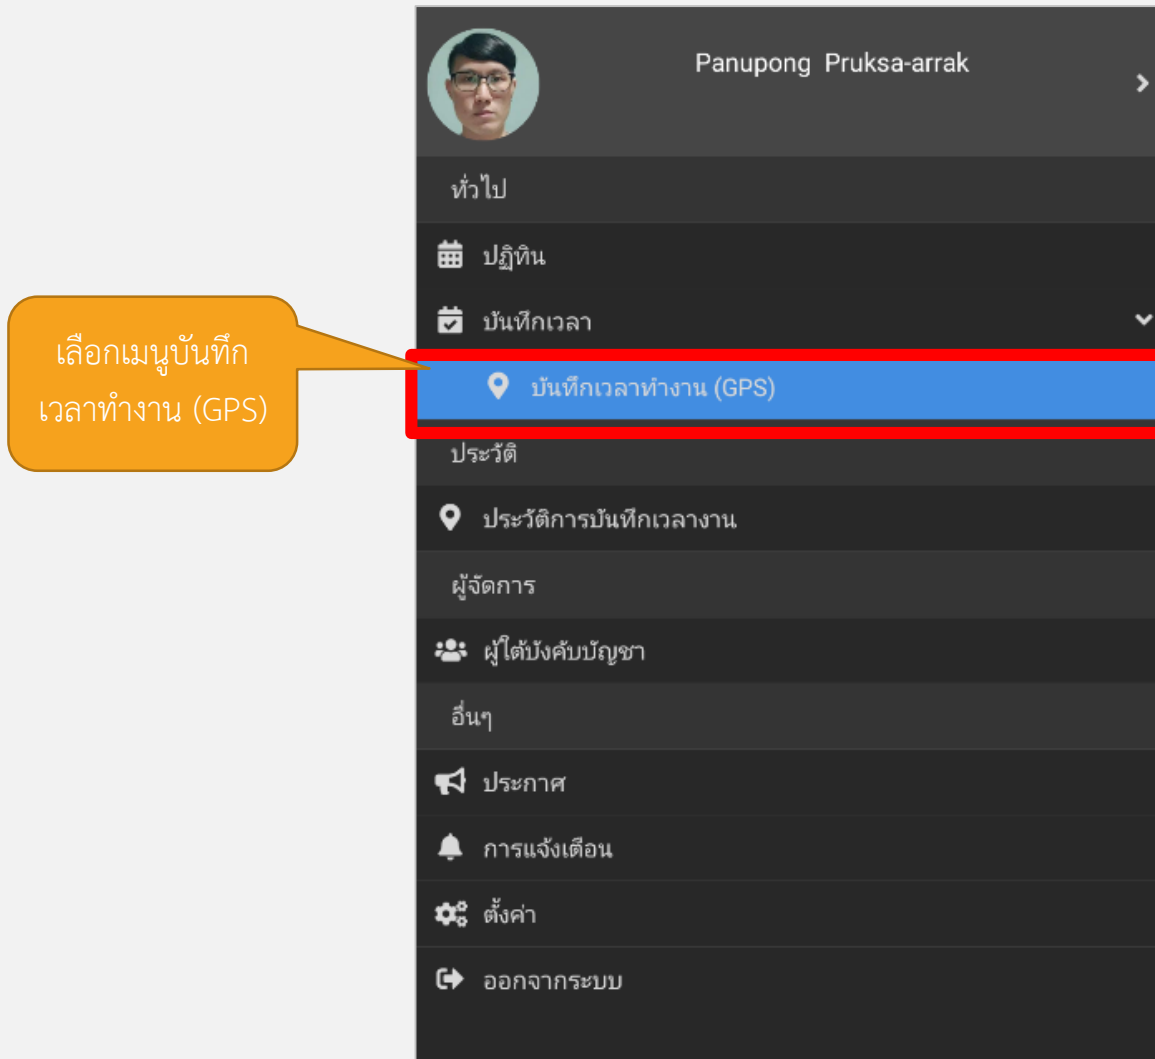 Panupong Pruksa-arrak
ทั่วไป
ปฏิทิน
บันทึกเวลา
เลือกเมนูบันทึก
เวลาทำงาน (GPS)
บันทึกเวลาทำงาน (GPS)
ประวัติ
ประวัติการบันทึกเวลางาน
ผู้จัดการ
ผู้ใต้บังคับบัญชา
อื่นๆ
ประกาศ
การแจ้งเตือน
ตั้งค่า
ออกจากระบบ